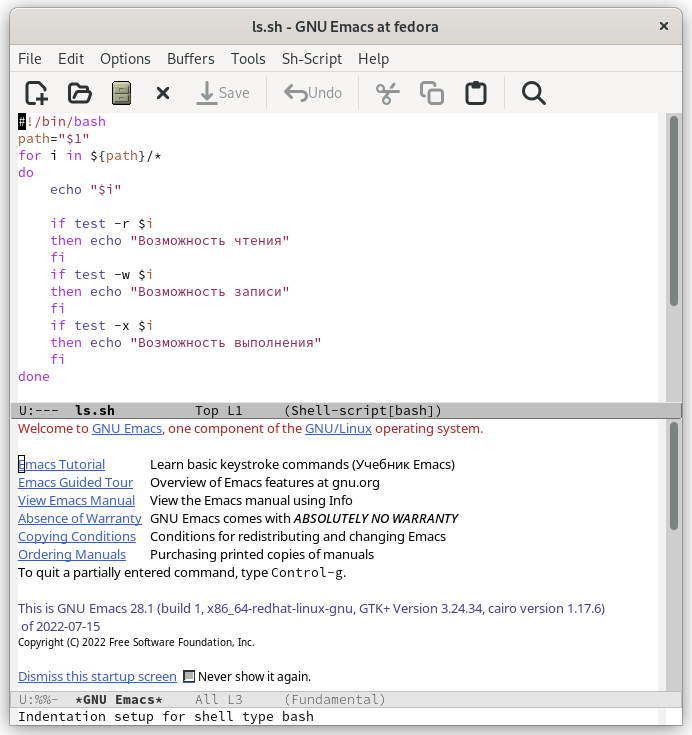 ls.sh - GNU Emacs at fedora
File Edit Options Buffers Tools Sh-Script Help
Save Undo
#!/bin/bash
path="$1"
for i in ${path}/*
do
    echo "$i"

    if test -r $i
    then echo "Возможность чтения"
    fi
    if test -w $i
    then echo "Возможность записи"
    fi
    if test -x $i
    then echo "Возможность выполнения"
    fi
done
U:---  ls.sh          Top L1     (Shell-script[bash])
Welcome to GNU Emacs, one component of the GNU/Linux operating system.

Emacs Tutorial Learn basic keystroke commands (Учебник Emacs)
Emacs Guided Tour Overview of Emacs features at gnu.org
View Emacs Manual View the Emacs manual using Info
Absence of Warranty GNU Emacs comes with ABSOLUTELY NO WARRANTY
Copying Conditions Conditions for redistributing and changing Emacs
Ordering Manuals Purchasing printed copies of manuals
To quit a partially entered command, type Control-g.

This is GNU Emacs 28.1 (build 1, x86_64-redhat-linux-gnu, GTK+ Version 3.24.34, cairo version 1.17.6)
of 2022-07-15
Copyright (C) 2022 Free Software Foundation, Inc.

Dismiss this startup screen Never show it again.
U:%%-  *GNU Emacs*    All L3     (Fundamental)
Indentation setup for shell type bash